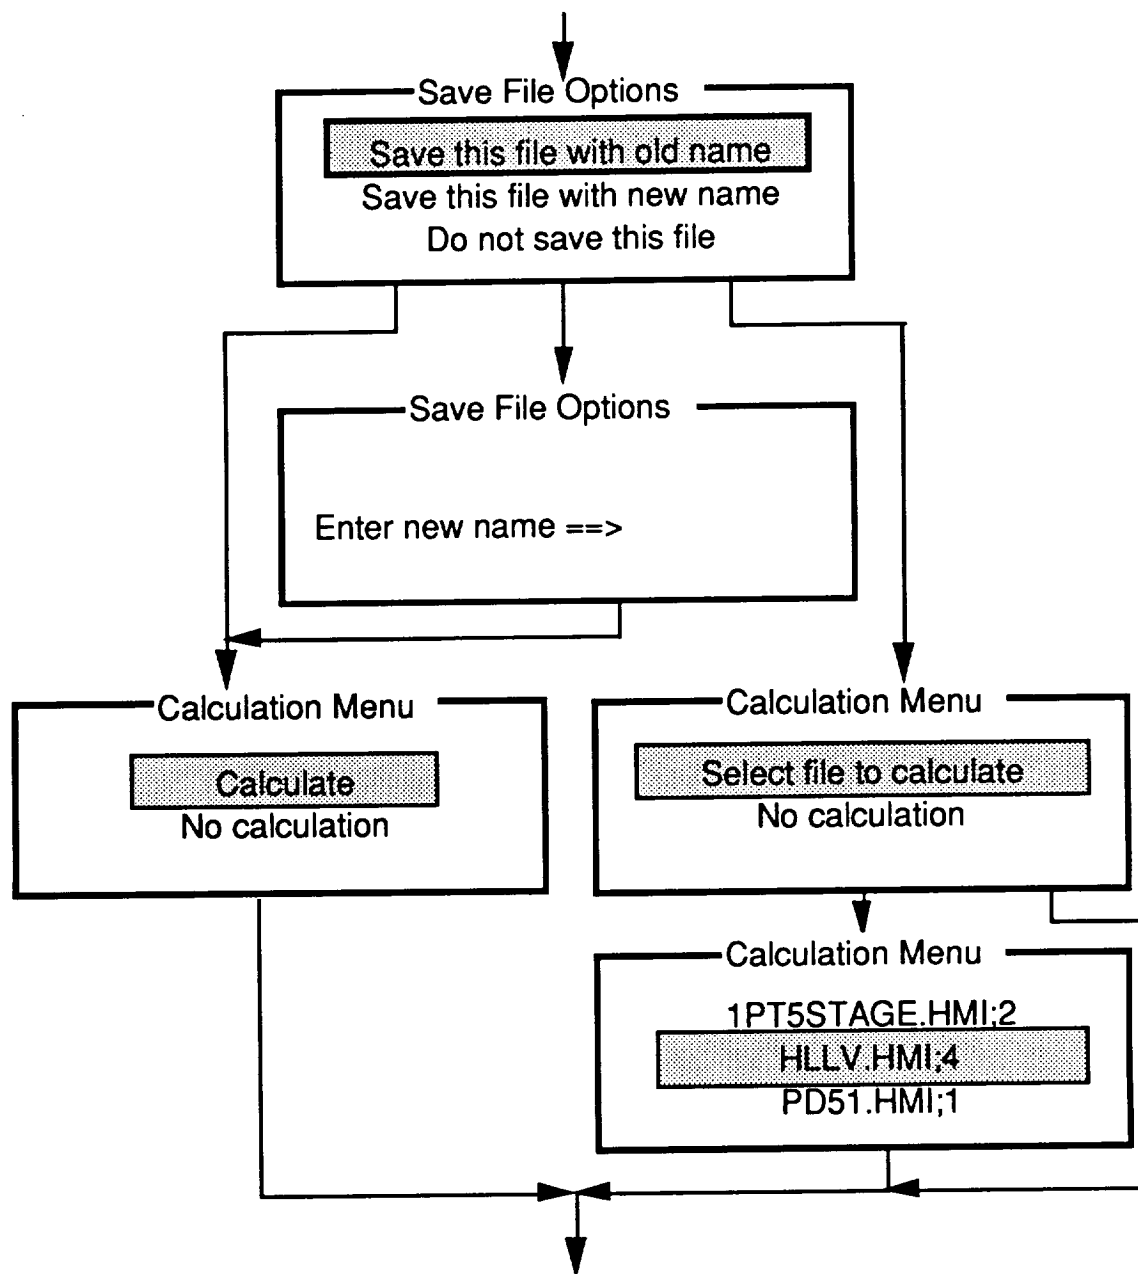 Save File Options
Save this file with old name
Save this file with new name
Do not save this file
Save File Options
Enter new name ==>
Calculation Menu
Calculate
No calculation
Calculation Menu
Select file to calculate
No calculation
Calculation Menu
1PT5STAGE.HMI;2
HLLV.HMI;4
PD51.HMI;1